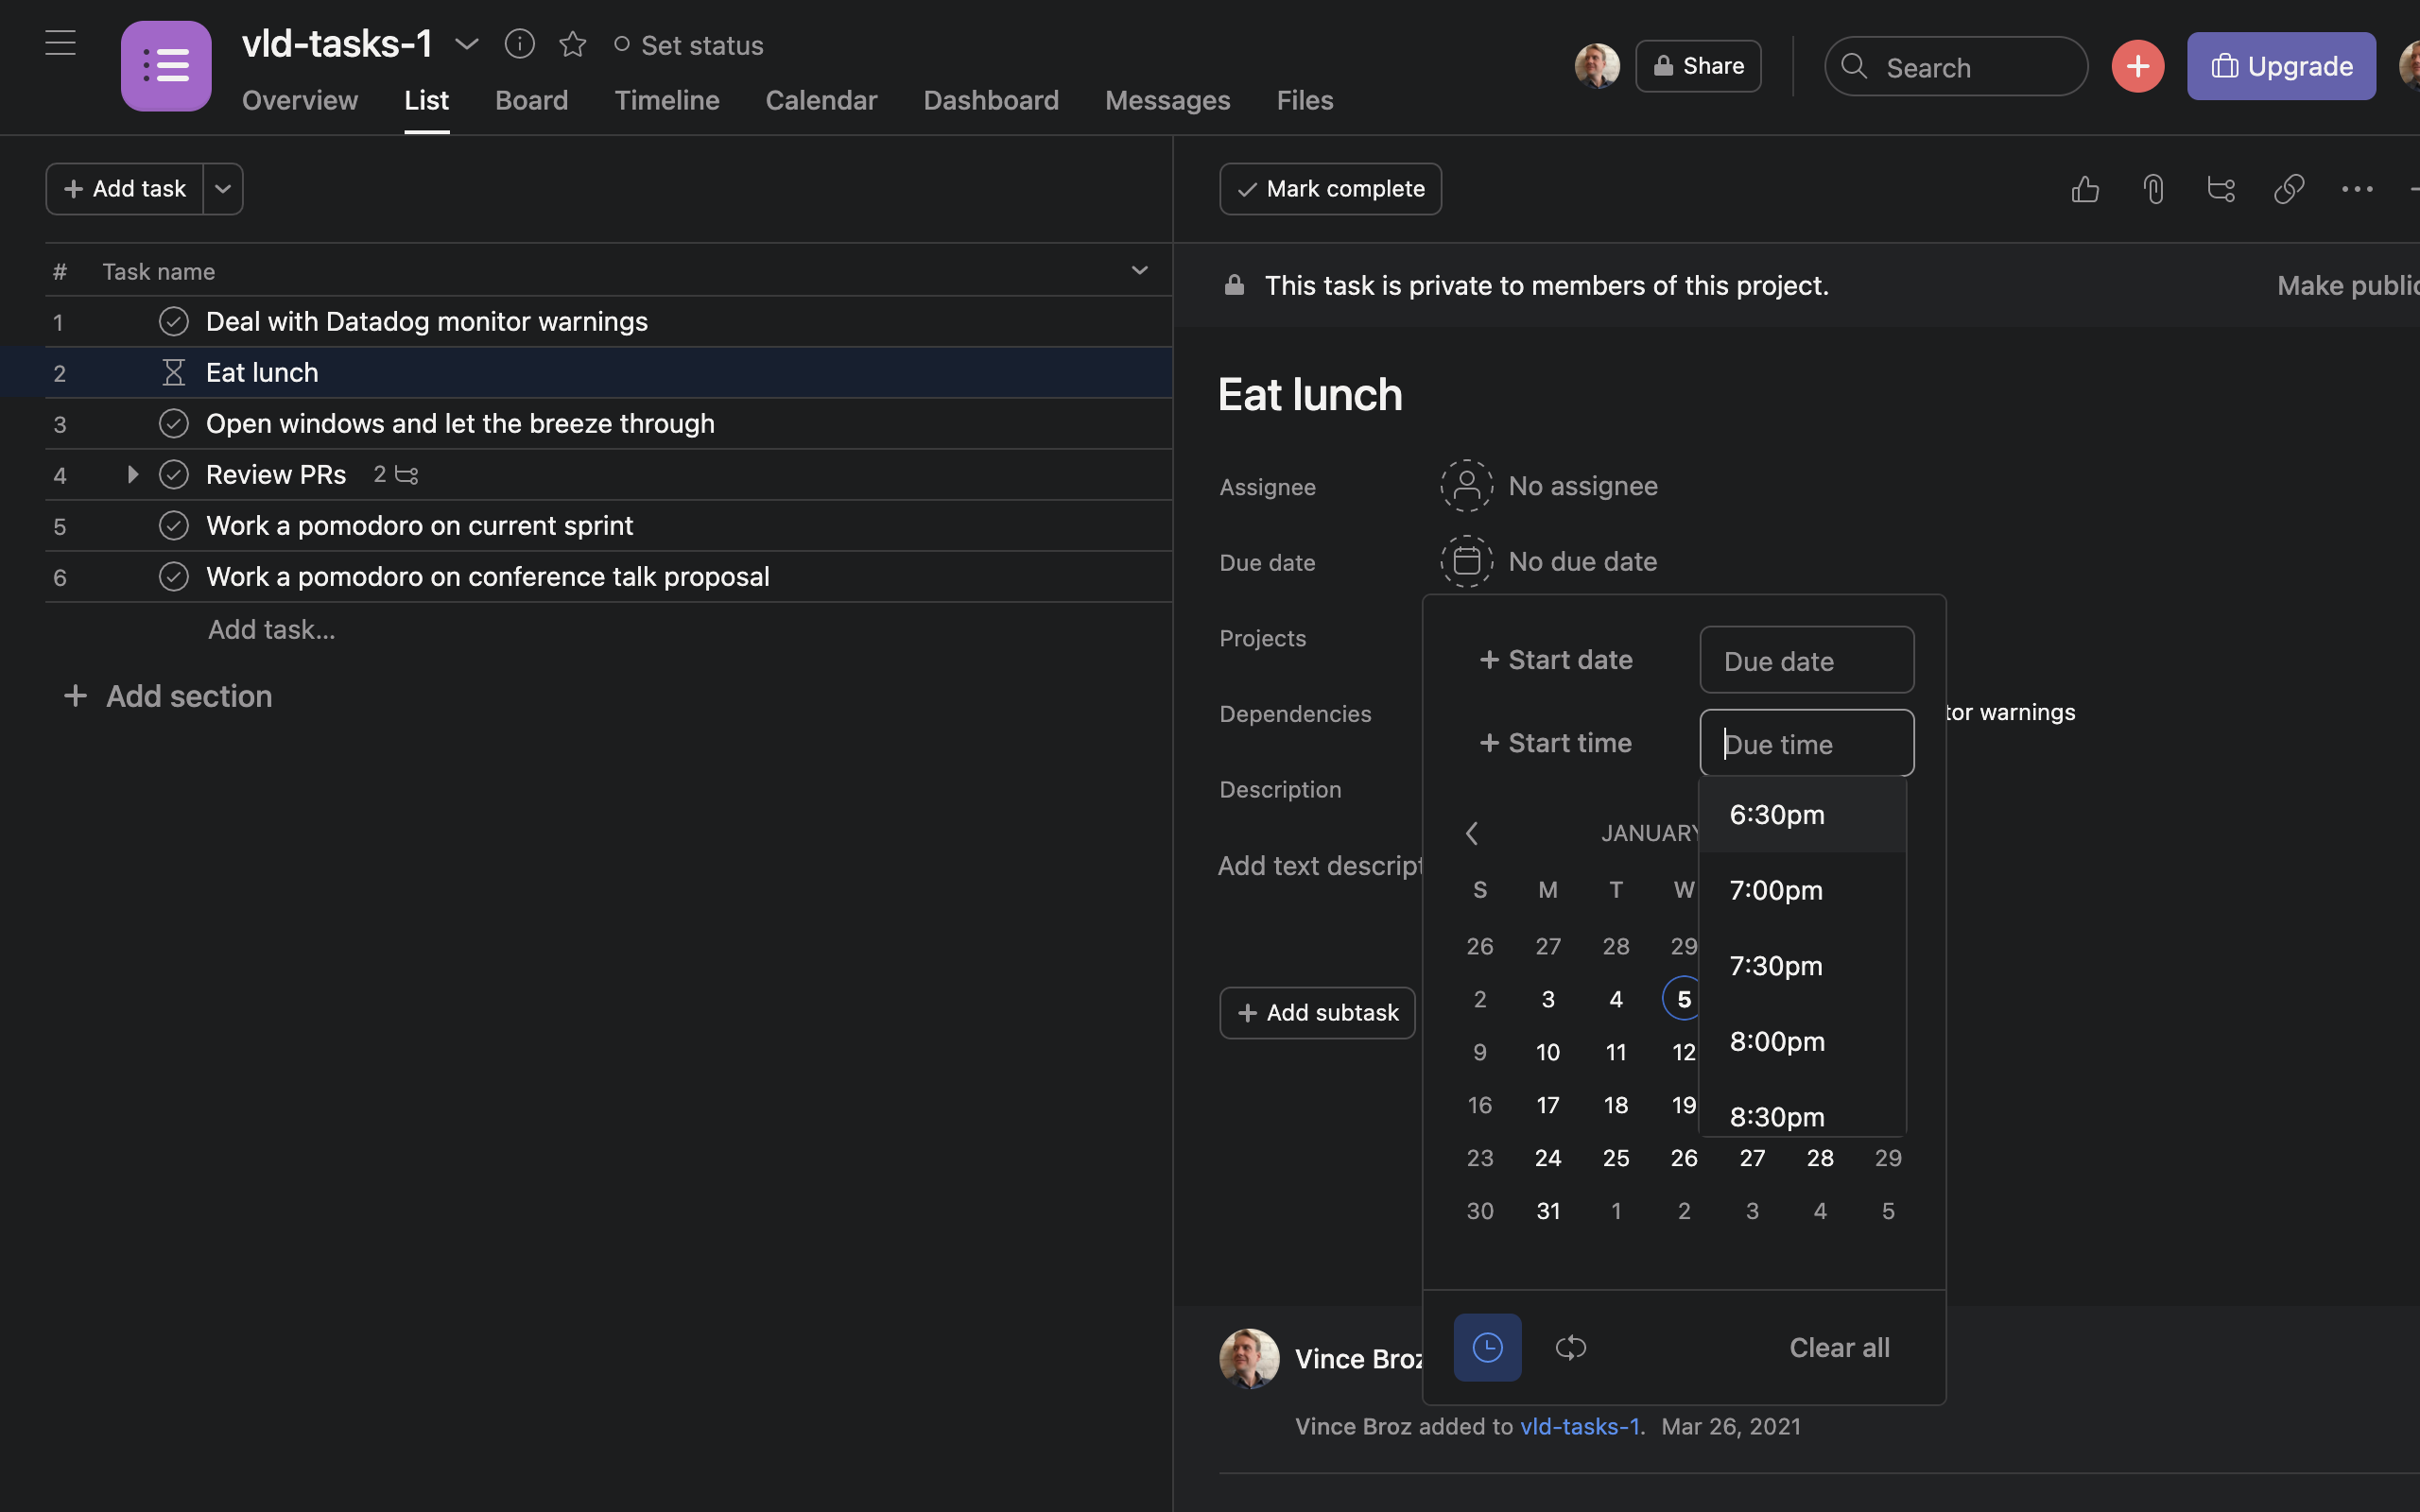 vld-tasks-1
Set status
Overview
List
Board
Timeline
Calendar
Dashboard
Messages
Files
Share
Search
Upgrade
Add task
Mark complete
# Task name
This task is private to members of this project.
Make public
1 Deal with Datadog monitor warnings
2 Eat lunch
3 Open windows and let the breeze through
4 Review PRs 2
5 Work a pomodoro on current sprint
6 Work a pomodoro on conference talk proposal
Add task...
+ Add section
Eat lunch
Assignee
No assignee
Due date
No due date
Projects
Dependencies
tor warnings
Description
Add text descript
+ Add subtask
+ Start date
Due date
+ Start time
Due time
JANUARY
6:30pm
7:00pm
7:30pm
8:00pm
8:30pm
S M T W
26 27 28 29
2 3 4 5
9 10 11 12
16 17 18 19
23 24 25 26 27 28 29
30 31 1 2 3 4 5
Clear all
Vince Broz
Vince Broz added to vld-tasks-1. Mar 26, 2021